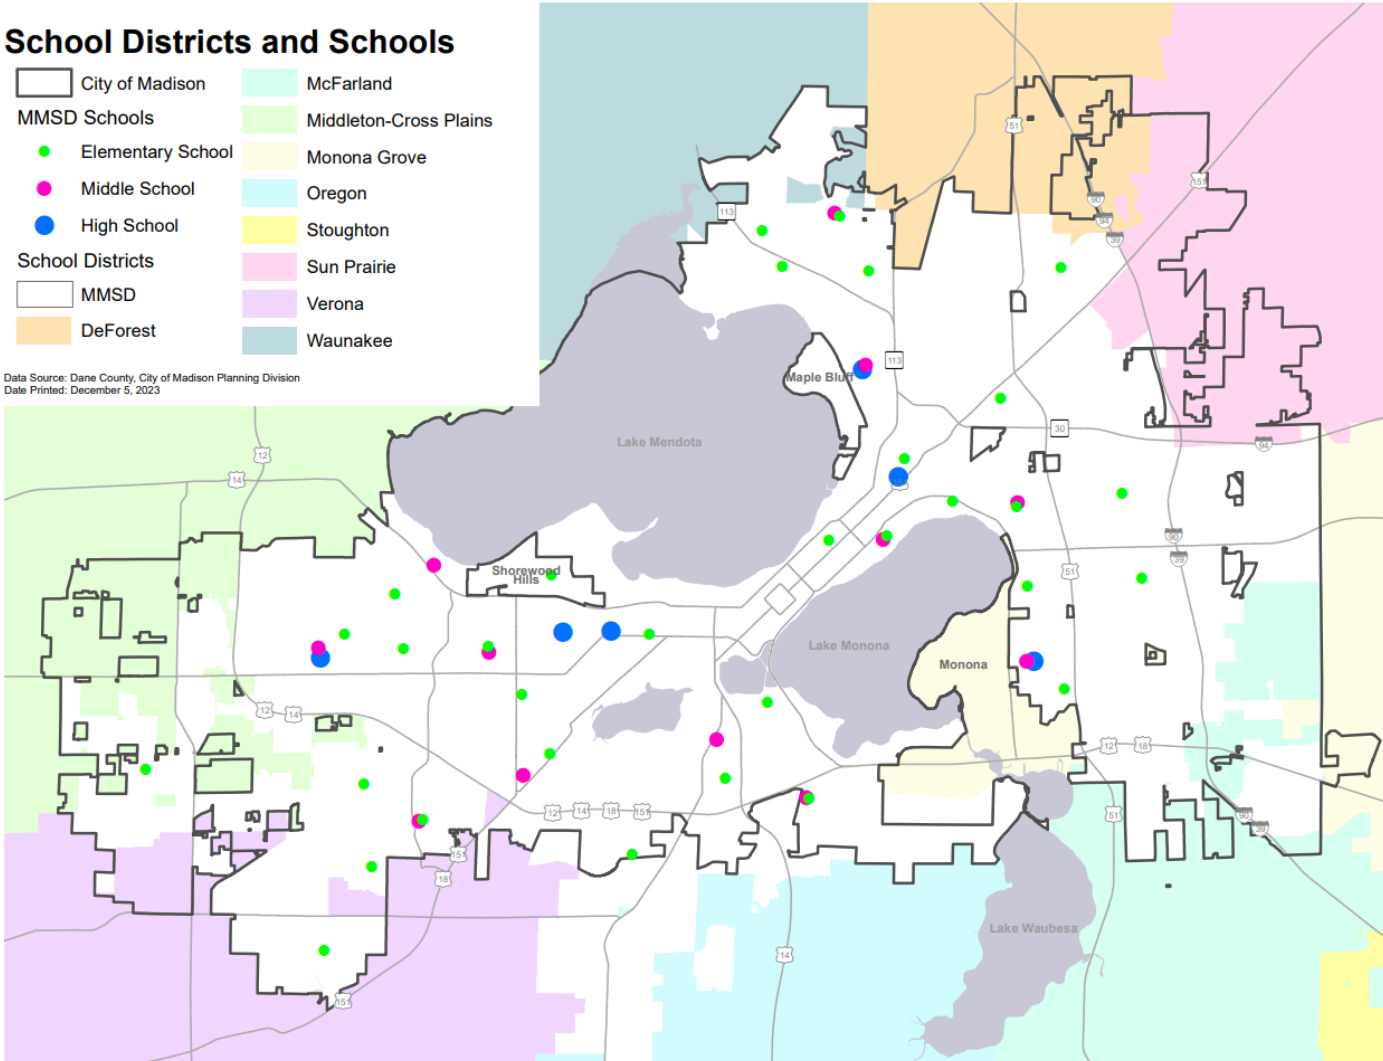 School Districts and Schools
City of Madison
MMSD Schools
Elementary School
Middle School
High School
School Districts
MMSD
DeForest
McFarland
Middleton-Cross Plains
Monona Grove
Oregon
Stoughton
Sun Prairie
Verona
Waunakee
Data Source: Dane County, City of Madison Planning Division
Date Printed: December 5, 2023
51
151
90
94
39
113
113
Maple Bluff
30
94
Lake Mendota
12
14
90
39
51
Shorewood
Hills
Lake Monona
Monona
12
14
12
18
12
14
18
151
51
90
39
151
18
Lake Waubesa
14
151